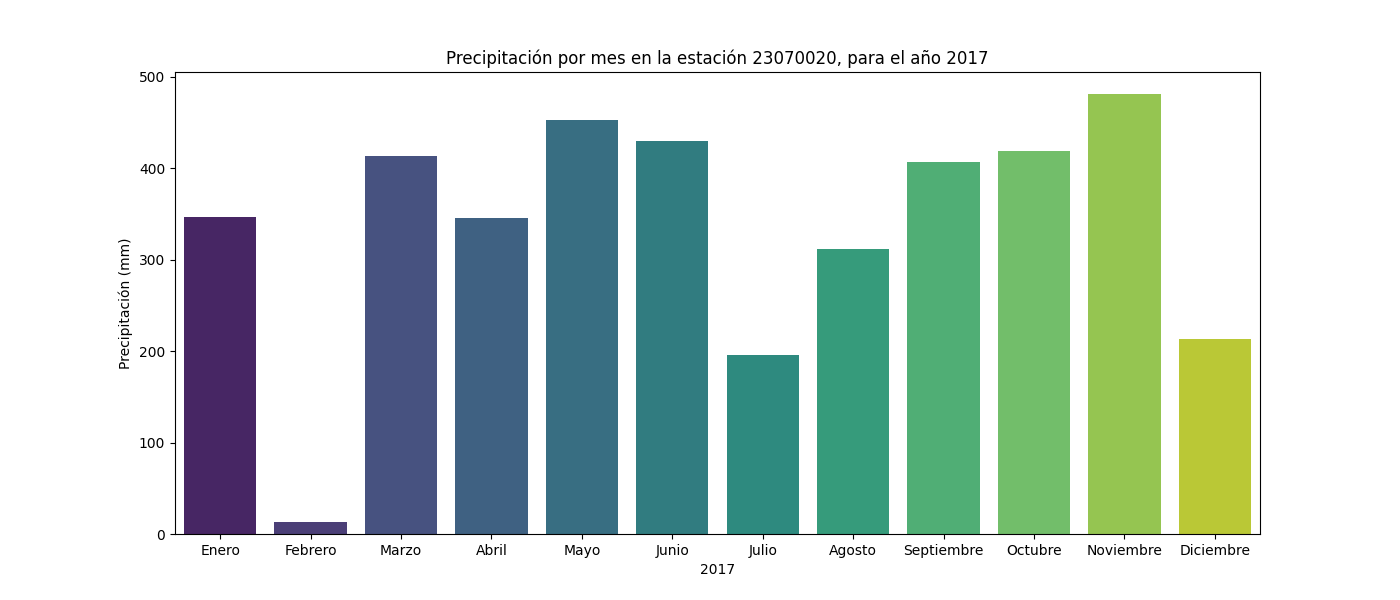 Precipitación por mes en la estación 23070020, para el año 2017
Precipitación (mm)
500
400
300
200
100
0
Enero Febrero Marzo Abril Mayo Junio Julio Agosto Septiembre Octubre Noviembre Diciembre
2017